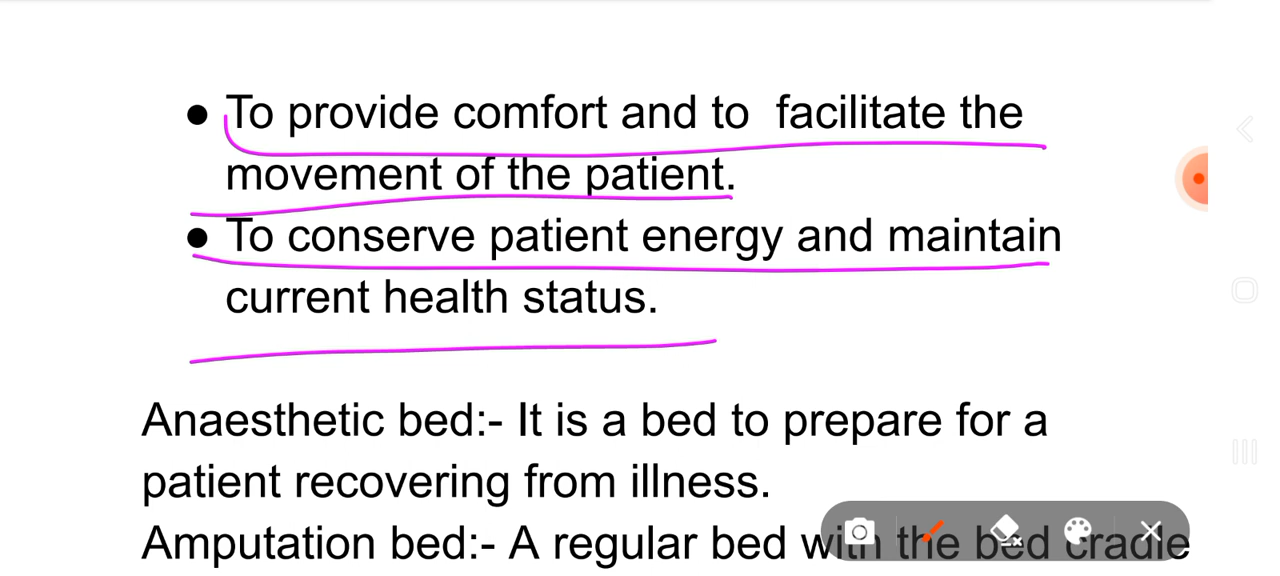 ● To provide comfort and to  facilitate the
movement of the patient.
● To conserve patient energy and maintain
current health status.
Anaesthetic bed:- It is a bed to prepare for a
patient recovering from illness.
Amputation bed:- A regular bed with the bed cradle